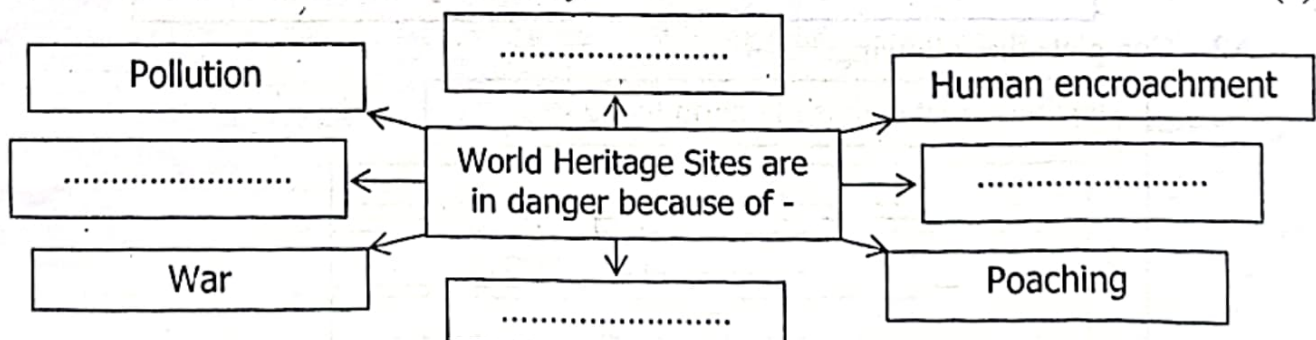 .......................
Pollution
Human encroachment
World Heritage Sites are
in danger because of -
.......................
.......................
War
Poaching
.......................